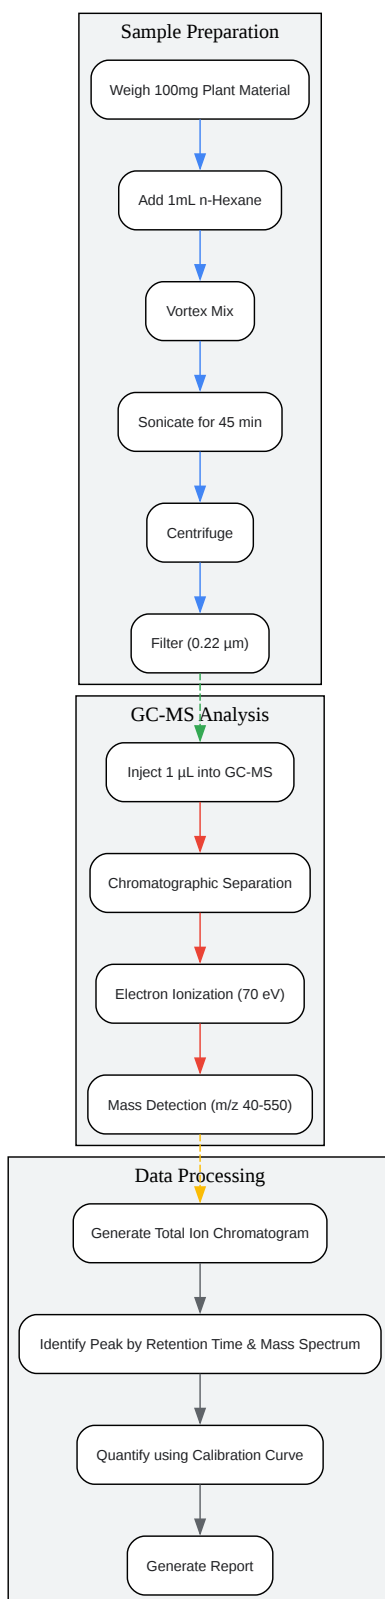 Sample Preparation
Weigh 100mg Plant Material
Add 1mL n-Hexane
Vortex Mix
Sonicate for 45 min
Centrifuge
Filter (0.22 µm)
GC-MS Analysis
Inject 1 µL into GC-MS
Chromatographic Separation
Electron Ionization (70 eV)
Mass Detection (m/z 40-550)
Data Processing
Generate Total Ion Chromatogram
Identify Peak by Retention Time & Mass Spectrum
Quantify using Calibration Curve
Generate Report